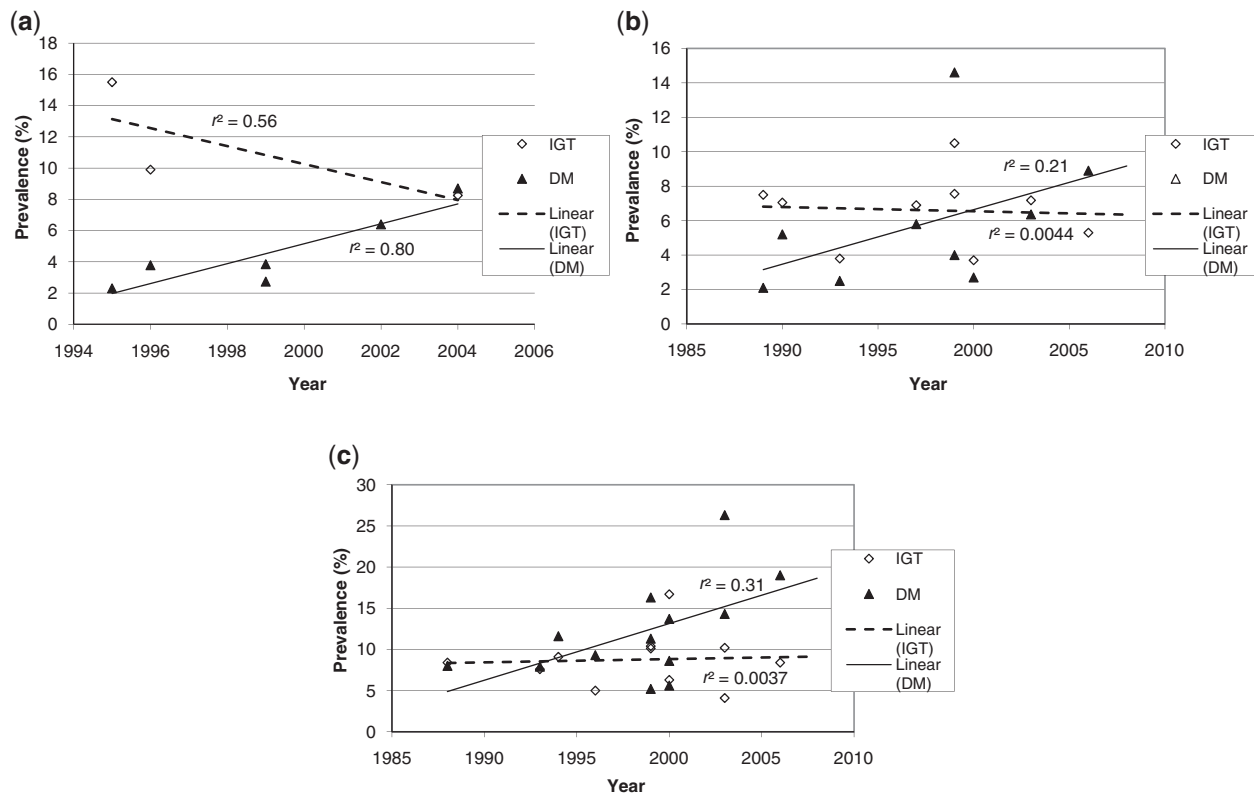 (a)
18
16
14
12
10
8
6
4
2
0
Prevalence (%)
1994 1996 1998 2000 2002 2004 2006
Year
r² = 0.56
r² = 0.80
IGT
DM
Linear
(IGT)
Linear
(DM)
(b)
16
14
12
10
8
6
4
2
0
Prevalance (%)
1985 1990 1995 2000 2005 2010
Year
r² = 0.21
r² = 0.0044
IGT
DM
Linear
(IGT)
Linear
(DM)
(c)
30
25
20
15
10
5
0
Prevalence (%)
1985 1990 1995 2000 2005 2010
Year
r² = 0.31
r² = 0.0037
IGT
DM
Linear
(IGT)
Linear
(DM)